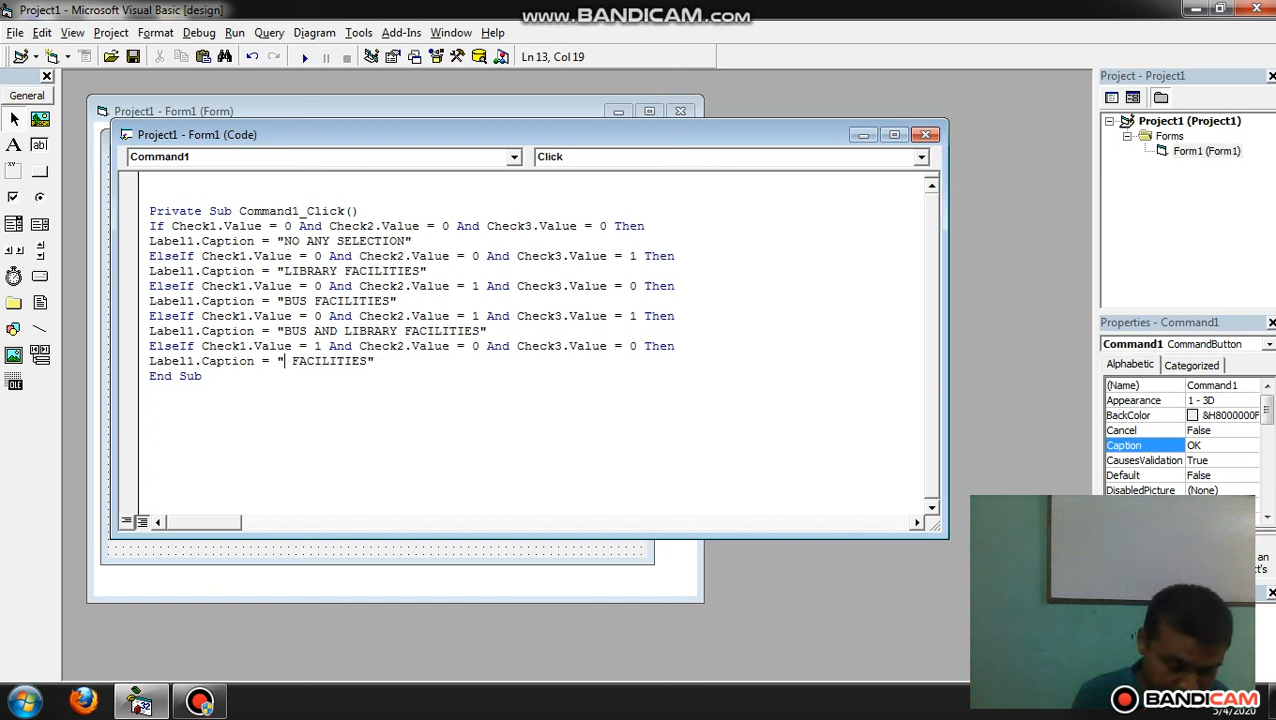 Project1 - Microsoft Visual Basic [design]
www.BANDICAM.com
File Edit View Project Format Debug Run Query Diagram Tools Add-Ins Window Help
Ln 13, Col 19
General
Project1 - Form1 (Form)
Project1 - Form1 (Code)
Command1
Click
Private Sub Command1_Click()
If Check1.Value = 0 And Check2.Value = 0 And Check3.Value = 0 Then
Label1.Caption = "NO ANY SELECTION"
ElseIf Check1.Value = 0 And Check2.Value = 0 And Check3.Value = 1 Then
Label1.Caption = "LIBRARY FACILITIES"
ElseIf Check1.Value = 0 And Check2.Value = 1 And Check3.Value = 0 Then
Label1.Caption = "BUS FACILITIES"
ElseIf Check1.Value = 0 And Check2.Value = 1 And Check3.Value = 1 Then
Label1.Caption = "BUS AND LIBRARY FACILITIES"
ElseIf Check1.Value = 1 And Check2.Value = 0 And Check3.Value = 0 Then
Label1.Caption = " FACILITIES"
End Sub
Project - Project1
Project1 (Project1)
Forms
Form1 (Form1)
Properties - Command1
Command1 CommandButton
Alphabetic Categorized
(Name) Command1
Appearance 1 - 3D
BackColor &H8000000F
Cancel False
Caption OK
CausesValidation True
Default False
DisabledPicture (None)
an
's
BANDICAM
5/4/2020